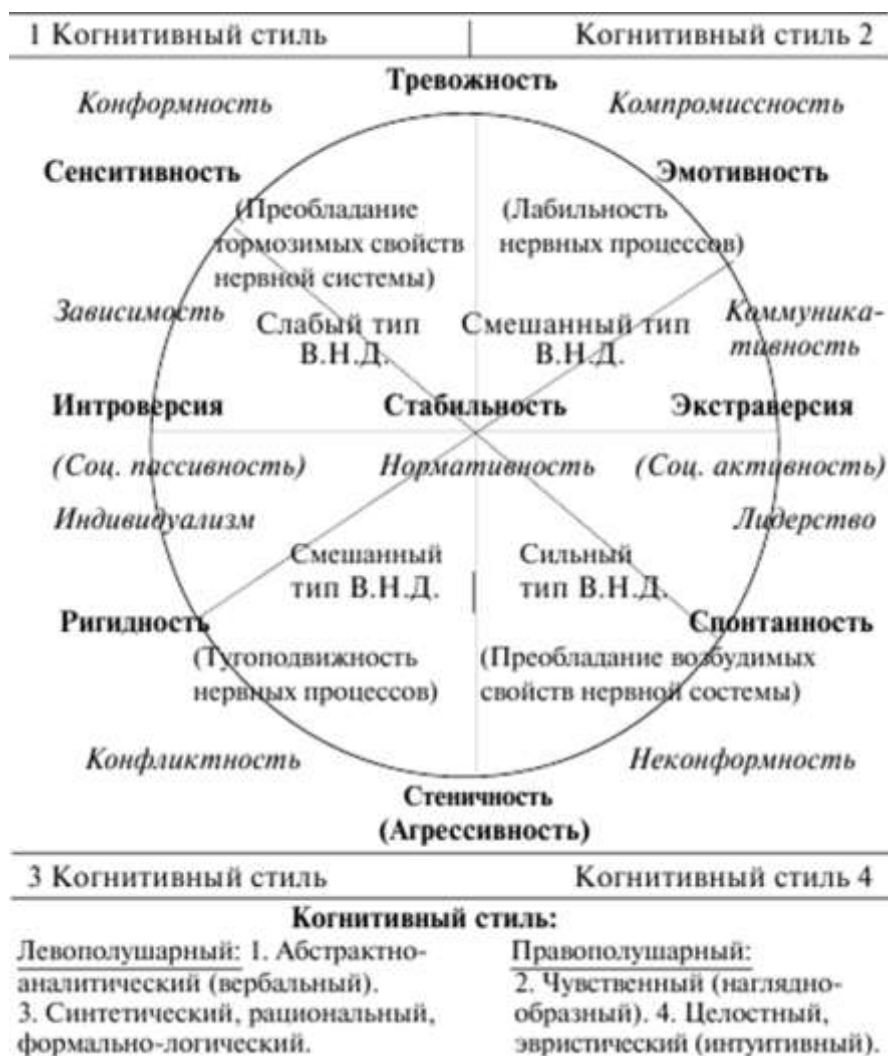 1 Когнитивный стиль
Когнитивный стиль 2
Тревожность
Конформность
Компромиссность
Сенситивность
Эмотивность
(Преобладание
тормозимых свойств
нервной системы)
(Лабильность
нервных процессов)
Зависимость
Слабый тип
В.Н.Д.
Смешанный тип
В.Н.Д.
Коммуника-
тивность
Интроверсия
Стабильность
Экстраверсия
(Соц. пассивность)
Нормативность
(Соц. активность)
Индивидуализм
Лидерство
Смешанный
тип В.Н.Д.
Сильный
тип В.Н.Д.
Ригидность
Спонтанность
(Тугоподвижность
нервных процессов)
(Преобладание возбудимых
свойств нервной состемы)
Конфликтность
Неконформность
Стеничность
(Агрессивность)
3 Когнитивный стиль
Когнитивный стиль 4
Когнитивный стиль:
Левополушарный: 1. Абстрактно-
аналитический (вербальный).
3. Синтетический, рациональный,
формально-логический.
Правополушарный:
2. Чувственный (наглядно-
образный). 4. Целостный,
эвристический (интуитивный).